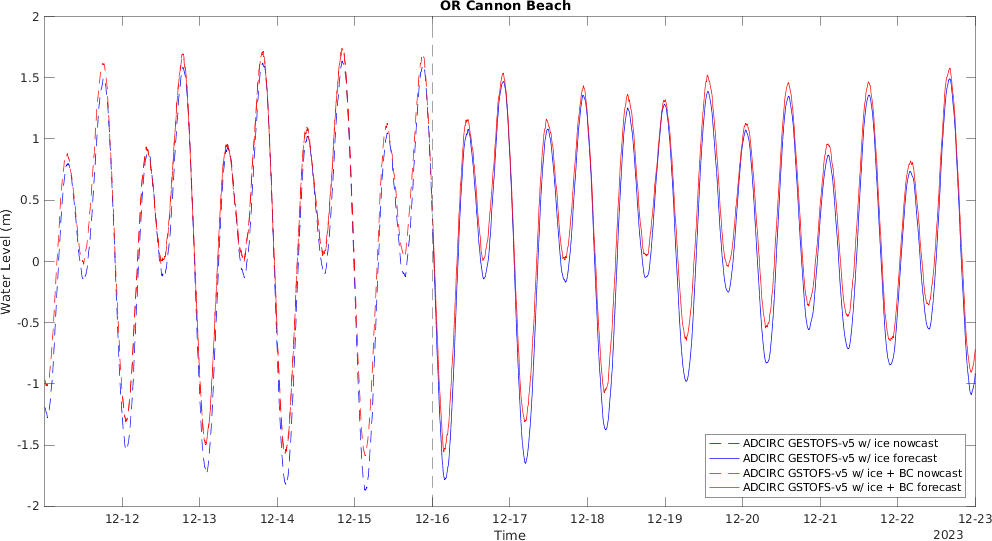 OR Cannon Beach
2
1.5
1
0.5
0
-0.5
-1
-1.5
-2
Water Level (m)
ADCIRC GESTOFS-v5 w/ ice nowcast
ADCIRC GESTOFS-v5 w/ ice forecast
ADCIRC GSTOFS-v5 w/ ice + BC nowcast
ADCIRC GSTOFS-v5 w/ ice + BC forecast
12-12 12-13 12-14 12-15 12-16 12-17 12-18 12-19 12-20 12-21 12-22 12-23
Time
2023